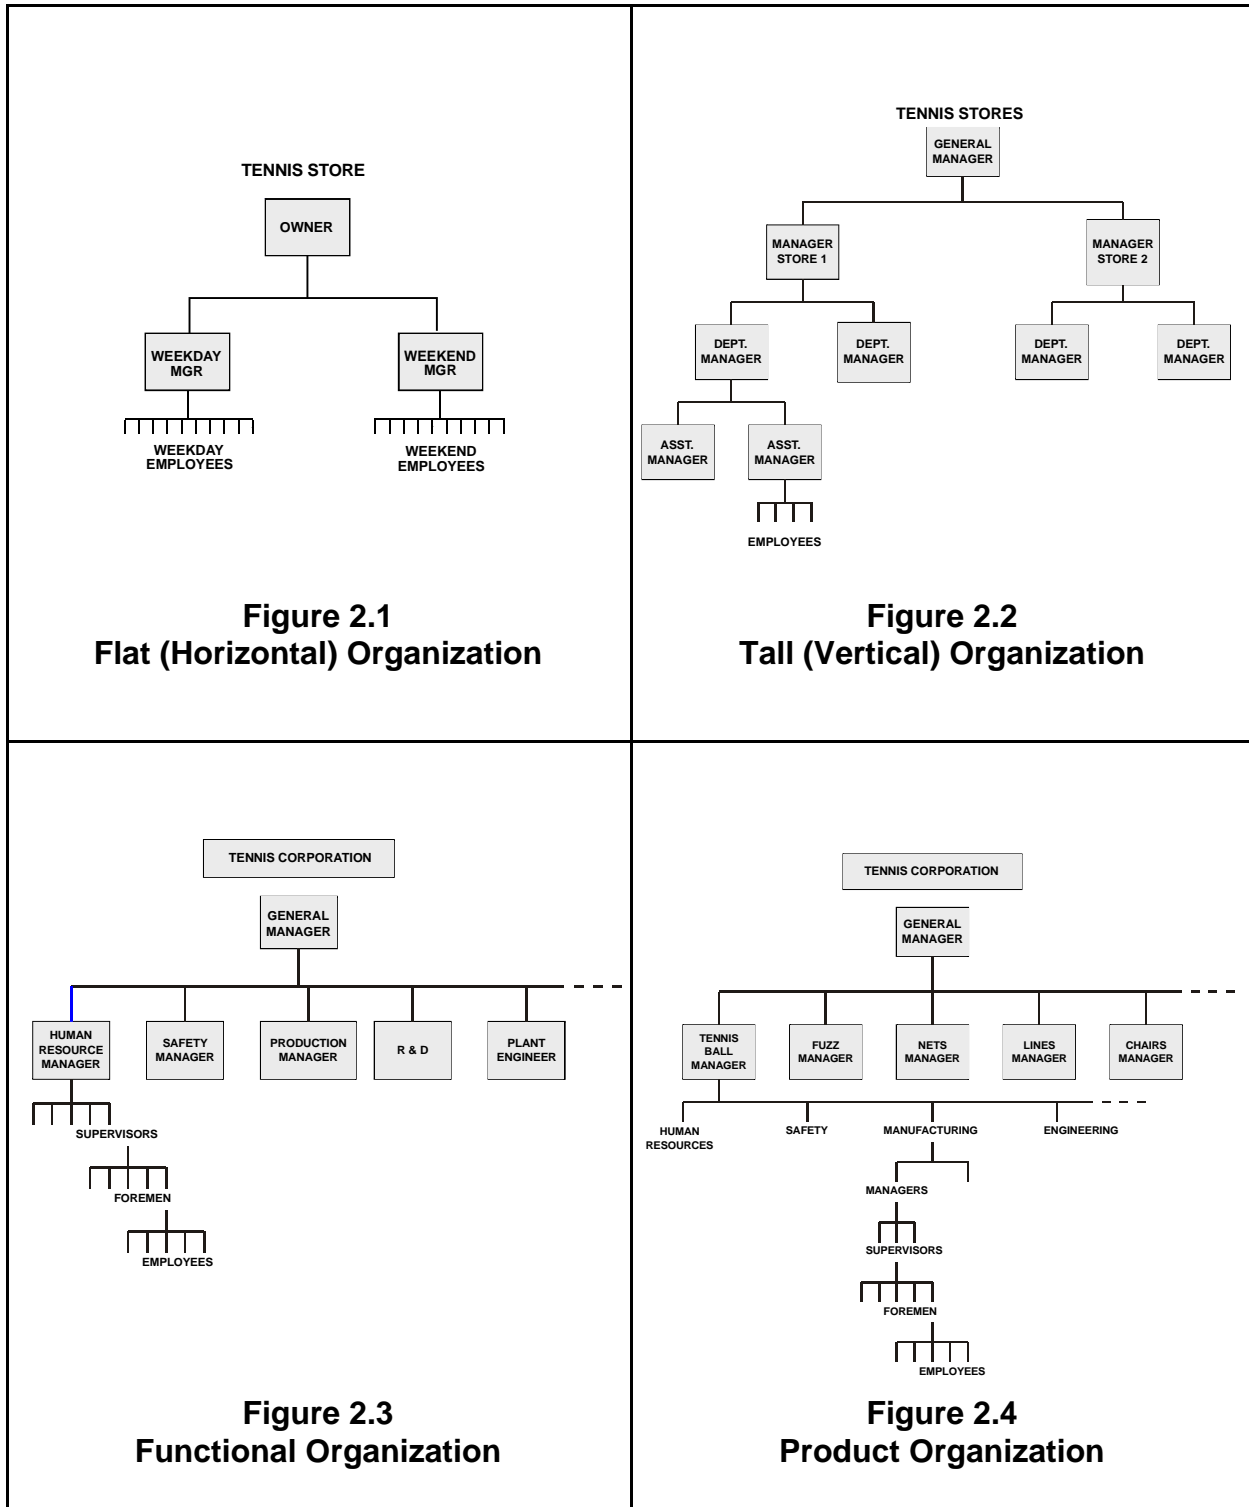 TENNIS STORE
OWNER
WEEKDAY
MGR
WEEKEND
MGR
WEEKDAY
EMPLOYEES
WEEKEND
EMPLOYEES
Figure 2.1
Flat (Horizontal) Organization
TENNIS STORES
GENERAL
MANAGER
MANAGER
STORE 1
MANAGER
STORE 2
DEPT.
MANAGER
DEPT.
MANAGER
DEPT.
MANAGER
DEPT.
MANAGER
ASST.
MANAGER
ASST.
MANAGER
EMPLOYEES
Figure 2.2
Tall (Vertical) Organization
TENNIS CORPORATION
GENERAL
MANAGER
HUMAN
RESOURCE
MANAGER
SAFETY
MANAGER
PRODUCTION
MANAGER
R & D
PLANT
ENGINEER
SUPERVISORS
FOREMEN
EMPLOYEES
Figure 2.3
Functional Organization
TENNIS CORPORATION
GENERAL
MANAGER
TENNIS
BALL
MANAGER
FUZZ
MANAGER
NETS
MANAGER
LINES
MANAGER
CHAIRS
MANAGER
HUMAN
RESOURCES
SAFETY
MANUFACTURING
ENGINEERING
MANAGERS
SUPERVISORS
FOREMEN
EMPLOYEES
Figure 2.4
Product Organization